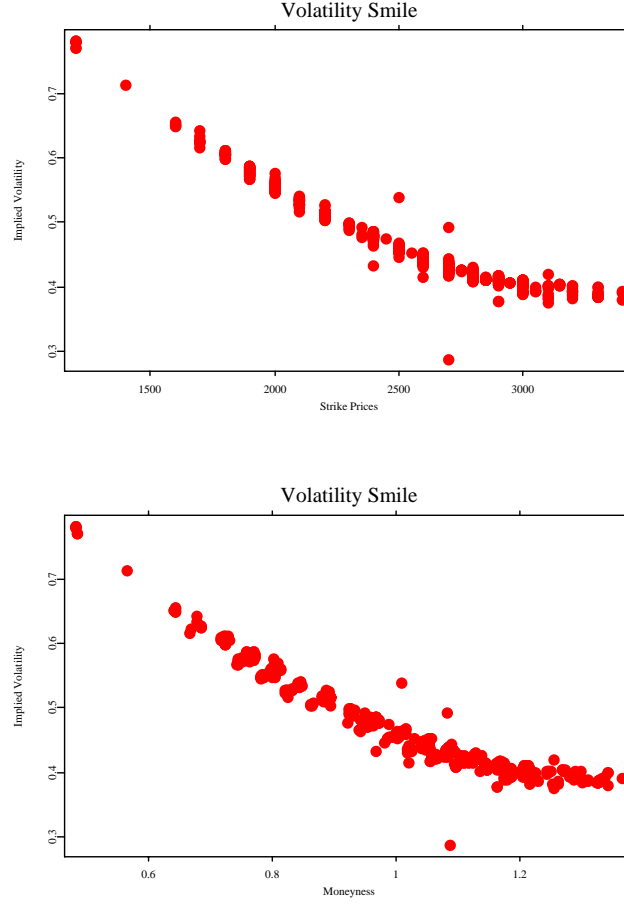 Volatility Smile
0.7
0.6
0.5
0.4
0.3
Implied Volatility
1500 2000 2500 3000
Strike Prices
Volatility Smile
0.7
0.6
0.5
0.4
0.3
Implied Volatility
0.6 0.8 1 1.2
Moneyness